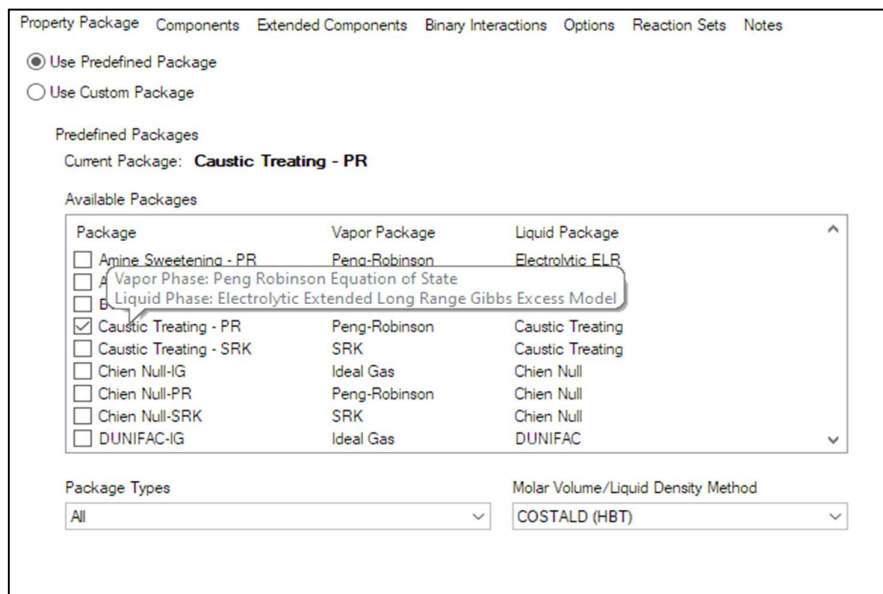 Property Package Components Extended Components Binary Interactions Options Reaction Sets Notes
Use Predefined Package
Use Custom Package
Predefined Packages
Current Package: Caustic Treating - PR
Available Packages
Package Vapor Package Liquid Package
Amine Sweetening - PR Peng-Robinson Electrolytic ELR
Vapor Phase: Peng Robinson Equation of State
Liquid Phase: Electrolytic Extended Long Range Gibbs Excess Model
Caustic Treating - PR Peng-Robinson Caustic Treating
Caustic Treating - SRK SRK Caustic Treating
Chien Null-IG Ideal Gas Chien Null
Chien Null-PR Peng-Robinson Chien Null
Chien Null-SRK SRK Chien Null
DUNIFAC-IG Ideal Gas DUNIFAC
Package Types Molar Volume/Liquid Density Method
All COSTALD (HBT)